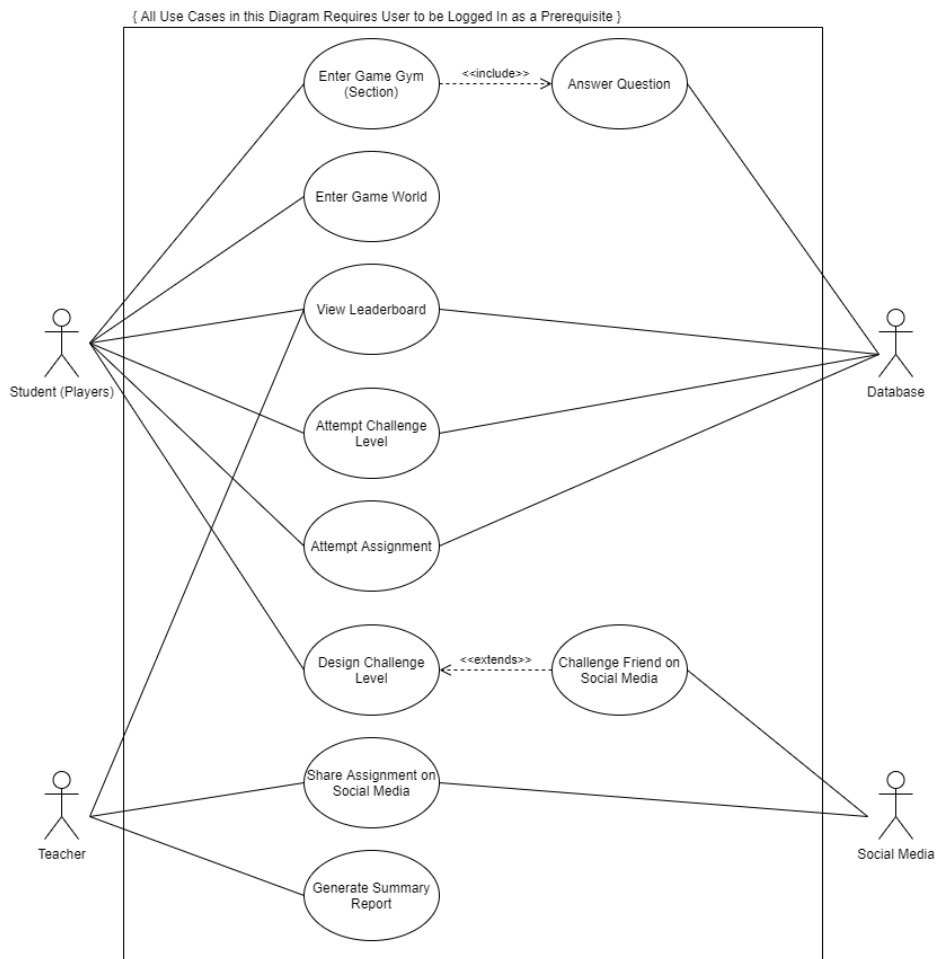 { All Use Cases in this Diagram Requires User to be Logged In as a Prerequisite }
Enter Game Gym
(Section)
<<include>>
Answer Question
Enter Game World
View Leaderboard
Student (Players)
Database
Attempt Challenge
Level
Attempt Assignment
Design Challenge
Level
<<extends>>
Challenge Friend on
Social Media
Share Assignment on
Social Media
Teacher
Social Media
Generate Summary
Report